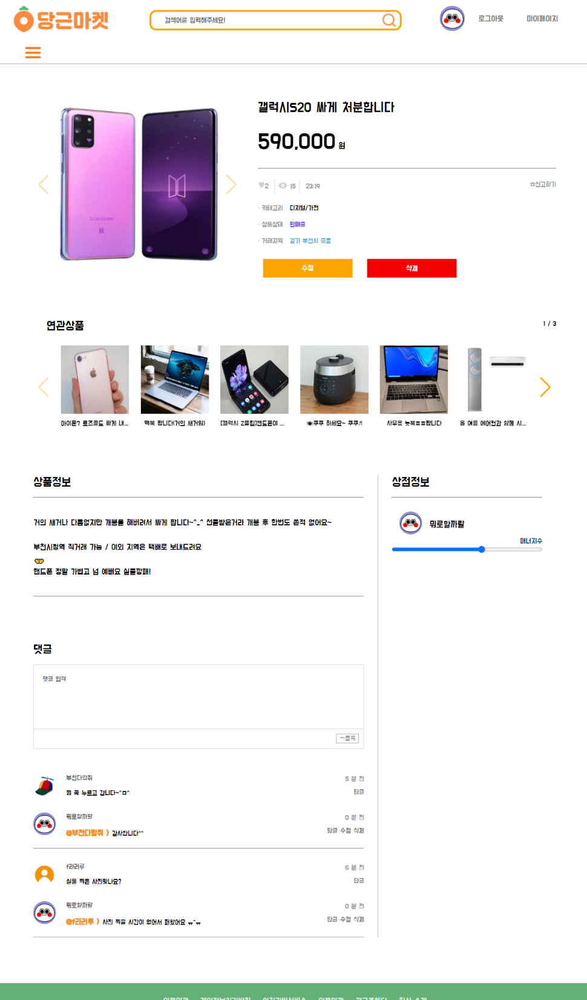 당근마켓
검색어를 입력해주세요!
로그아웃 마이페이지
갤럭시S20 싸게 처분합니다
590,000 원
2 15 23:19 ☎신고하기
· 카테고리 디지털/가전
· 상품상태 판매중
· 거래지역 경기 부천시 중동
수정 삭제
SAMSUNG
연관상품 1 / 3
아이폰7 로즈골드 싸게 내...
맥북 팝니다(거의 새거임)
[갤럭시 Z플립]핸드폰이 ...
쿠쿠 하세요~ 쿠쿠♬
사무용 노트북ㅍㅍ팝니다
올 여름 에어컨과 함께 시...
상품정보
거의 새거나 다름없지만 개봉을 해버려서 싸게 팝니다~^_^ 선물받은거라 개봉 후 한번도 쓴적 없어요~
부천시청역 직거래 가능 / 이외 지역은 택배로 보내드려요
핸드폰 정말 가볍고 넘 예뻐요 실물깡패!
상점정보
뭐로할까랄
매너지수
댓글
댓글 입력
등록
부천다람쥐 5 분 전
찜 꼭 누르고 갑니다~^ㅁ^ 답글
뭐로할까랄 0 분 전
@부천다람쥐 》 감사합니다^^ 답글 수정 삭제
f라러루 6 분 전
실물 찍은 사진맞나요? 답글
뭐로할까랄 0 분 전
@f라러루 》 사진 찍을 시간이 없어서 퍼왔어요 ㅠ^ㅠ 답글 수정 삭제